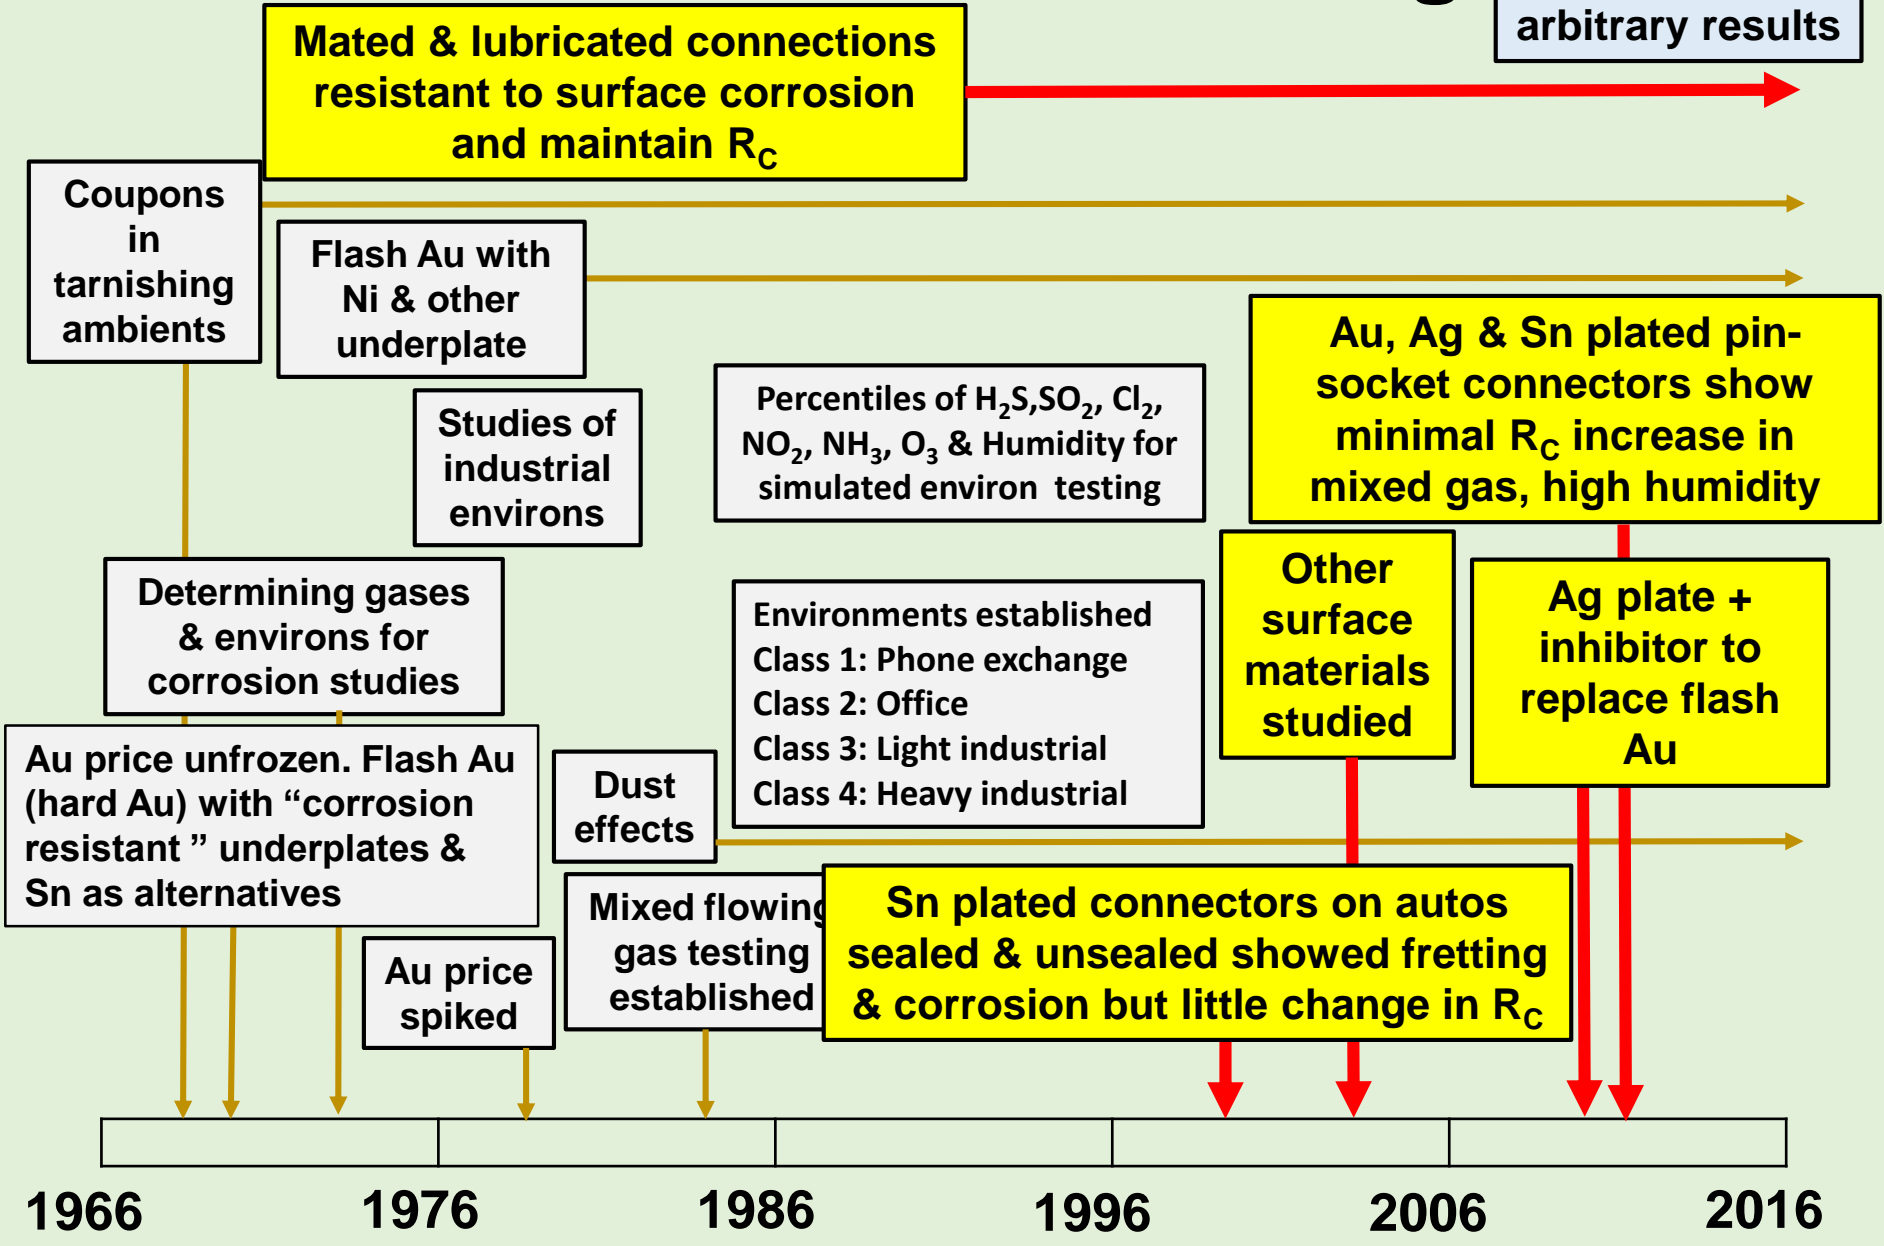 arbitrary results
Mated & lubricated connections
resistant to surface corrosion
and maintain R_C
Coupons
in
tarnishing
ambients
Flash Au with
Ni & other
underplate
Studies of
industrial
environs
Percentiles of H₂S,SO₂, Cl₂,
NO₂, NH₃, O₃ & Humidity for
simulated environ testing
Au, Ag & Sn plated pin-
socket connectors show
minimal R_C increase in
mixed gas, high humidity
Determining gases
& environs for
corrosion studies
Environments established
Class 1: Phone exchange
Class 2: Office
Class 3: Light industrial
Class 4: Heavy industrial
Other
surface
materials
studied
Ag plate +
inhibitor to
replace flash
Au
Au price unfrozen. Flash Au
(hard Au) with “corrosion
resistant ” underplates &
Sn as alternatives
Dust
effects
Au price
spiked
Mixed flowing
gas testing
established
Sn plated connectors on autos
sealed & unsealed showed fretting
& corrosion but little change in R_C
1966 1976 1986 1996 2006 2016